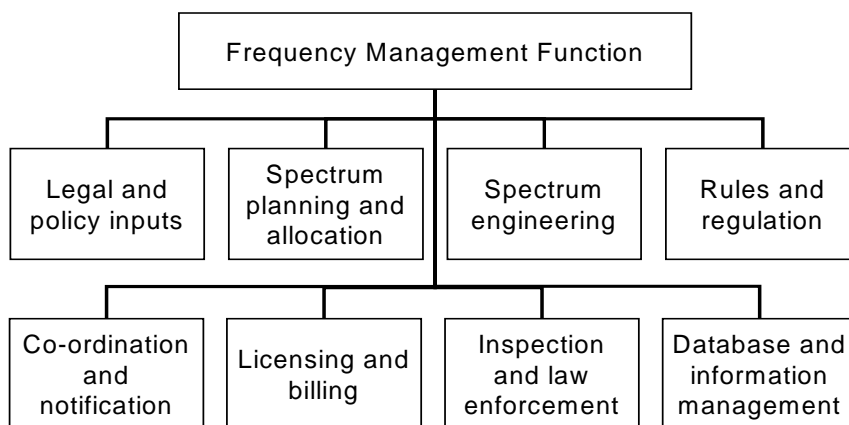 Frequency Management Function
Legal and
policy inputs
Spectrum
planning and
allocation
Spectrum
engineering
Rules and
regulation
Co-ordination
and
notification
Licensing and
billing
Inspection
and law
enforcement
Database and
information
management